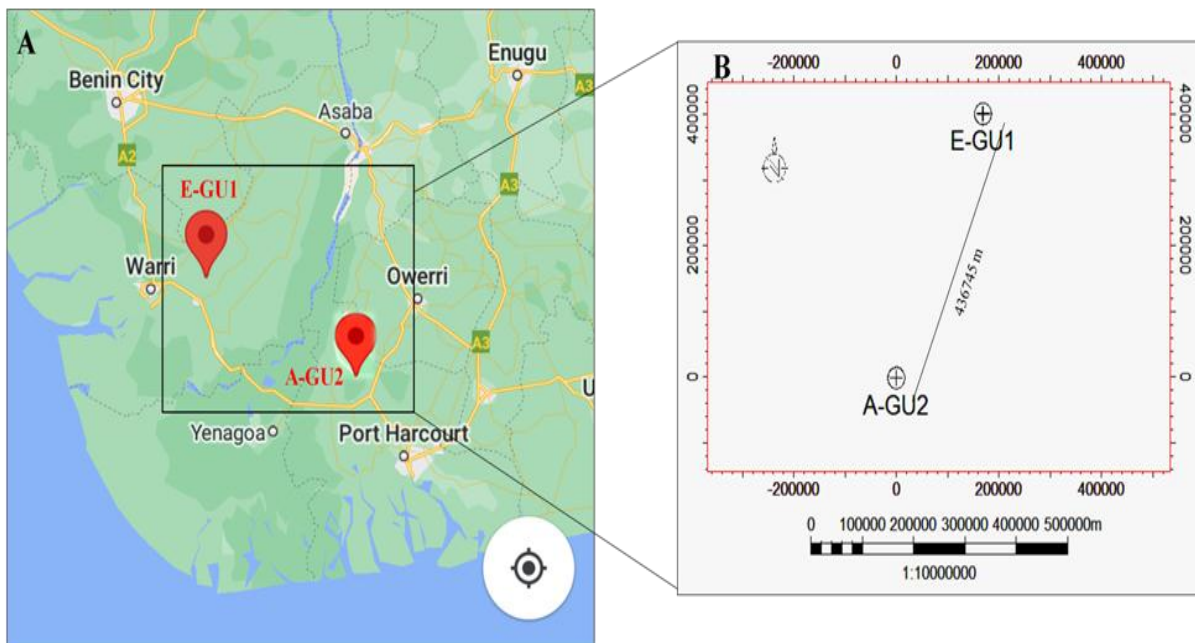 A
Enugu
A3
Benin City
Asaba
A2
A3
E-GU1
Warri
Owerri
A3
A-GU2
U
Yenagoa
Port Harcourt
B
-200000 0 200000 400000
400000
200000
0
400000
200000
0
E-GU1
436745 m
A-GU2
-200000 0 200000 400000
0 100000 200000 300000 400000 500000m
1:10000000